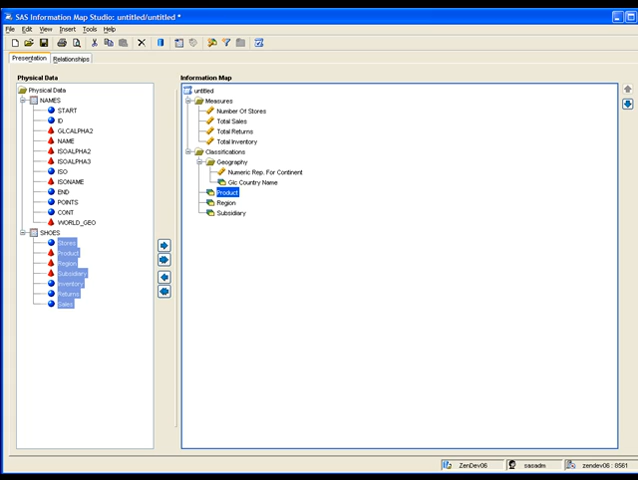 SAS Information Map Studio: untitled/untitled *
File Edit View Insert Tools Help
Presentation Relationships
Physical Data
Physical Data
NAMES
START
ID
GLCALPHA2
NAME
ISOALPHA2
ISOALPHA3
ISO
ISONAME
END
POINTS
CONT
WORLD_GEO
SHOES
Stores
Product
Region
Subsidiary
Inventory
Returns
Sales
Information Map
untitled
Measures
Number Of Stores
Total Sales
Total Returns
Total Inventory
Classifications
Geography
Numeric Rep. For Continent
Glc Country Name
Product
Region
Subsidiary
ZenDev06 sasadm zendev06 : 8561